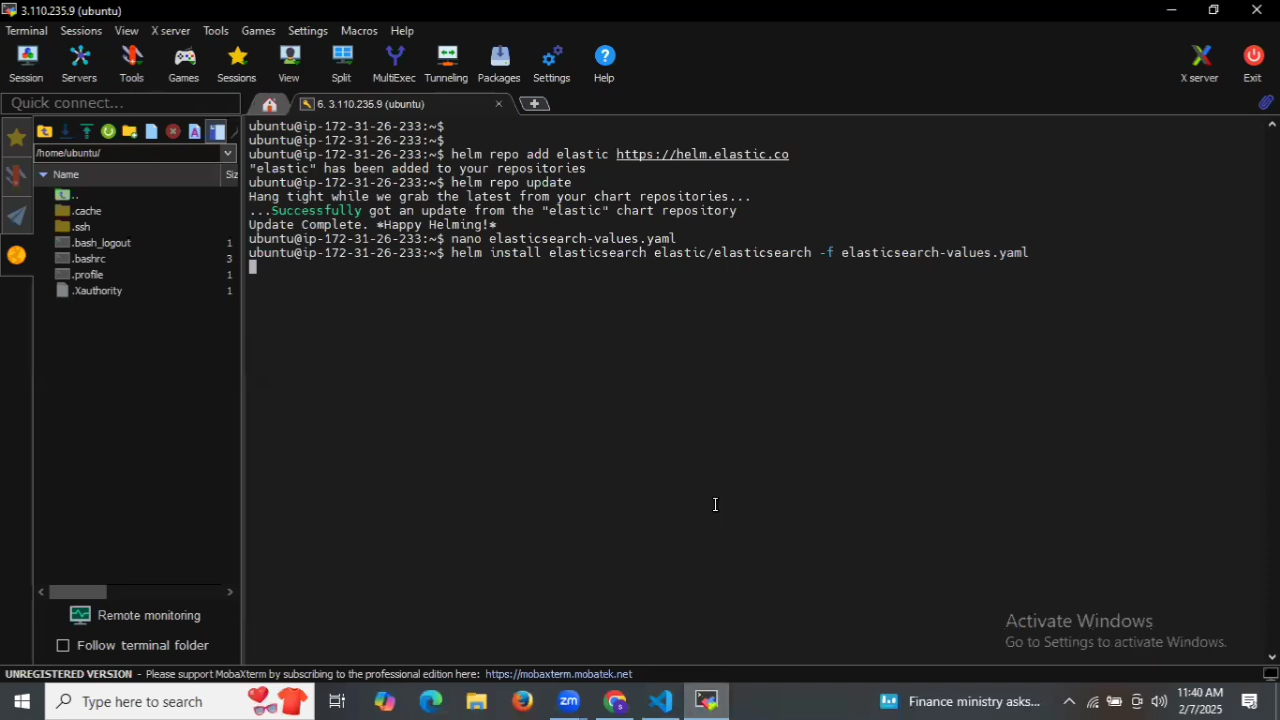 3.110.235.9 (ubuntu)
Terminal Sessions View X server Tools Games Settings Macros Help
Session Servers Tools Games Sessions View Split MultiExec Tunneling Packages Settings Help X server Exit
Quick connect...
6. 3.110.235.9 (ubuntu)
/home/ubuntu/
Name Siz
..
.cache
.ssh
.bash_logout 1
.bashrc 3
.profile 1
.Xauthority 1
ubuntu@ip-172-31-26-233:~$
ubuntu@ip-172-31-26-233:~$
ubuntu@ip-172-31-26-233:~$ helm repo add elastic https://helm.elastic.co
"elastic" has been added to your repositories
ubuntu@ip-172-31-26-233:~$ helm repo update
Hang tight while we grab the latest from your chart repositories...
...Successfully got an update from the "elastic" chart repository
Update Complete. *Happy Helming!*
ubuntu@ip-172-31-26-233:~$ nano elasticsearch-values.yaml
ubuntu@ip-172-31-26-233:~$ helm install elasticsearch elastic/elasticsearch -f elasticsearch-values.yaml
Remote monitoring
Follow terminal folder
Activate Windows
Go to Settings to activate Windows.
UNREGISTERED VERSION - Please support MobaXterm by subscribing to the professional edition here: https://mobaxterm.mobatek.net
Type here to search
Finance ministry asks...
11:40 AM
2/7/2025